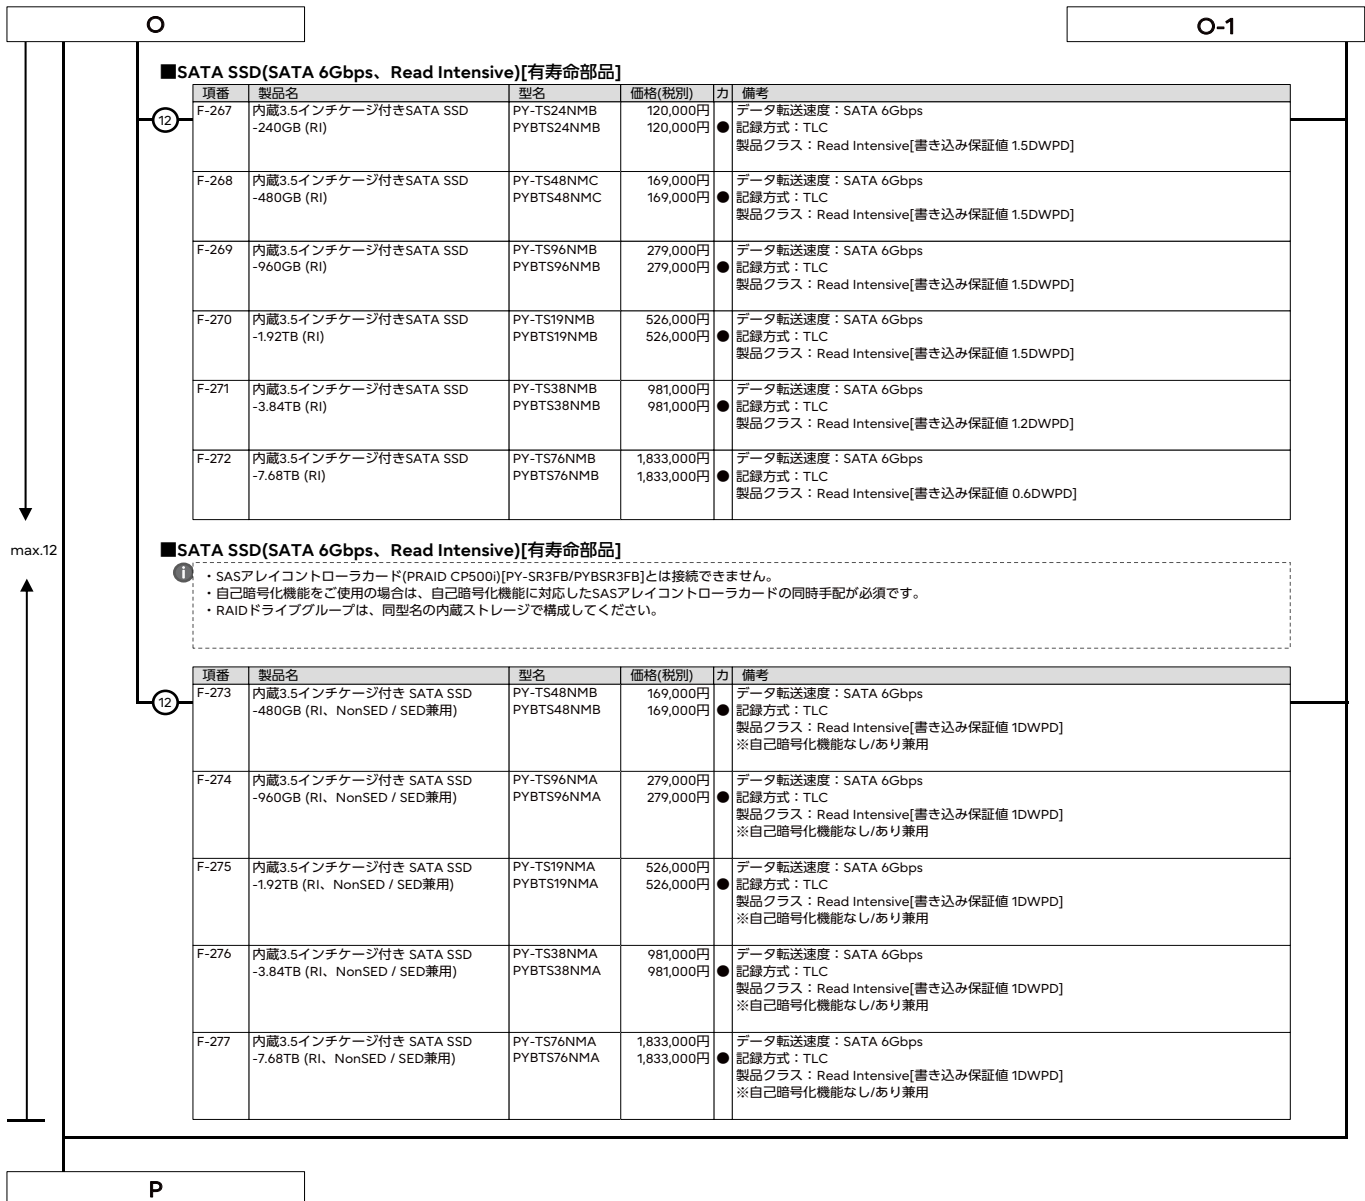 O
O-1
■SATA SSD(SATA 6Gbps、Read Intensive)[有寿命部品]
項番 製品名 型名 価格(税別) カ 備考
12
F-267 内蔵3.5インチケージ付きSATA SSD PY-TS24NMB 120,000円 データ転送速度：SATA 6Gbps
-240GB (RI) PYBTS24NMB 120,000円 ● 記録方式：TLC
製品クラス：Read Intensive[書き込み保証値 1.5DWPD]
F-268 内蔵3.5インチケージ付きSATA SSD PY-TS48NMC 169,000円 データ転送速度：SATA 6Gbps
-480GB (RI) PYBTS48NMC 169,000円 ● 記録方式：TLC
製品クラス：Read Intensive[書き込み保証値 1.5DWPD]
F-269 内蔵3.5インチケージ付きSATA SSD PY-TS96NMB 279,000円 データ転送速度：SATA 6Gbps
-960GB (RI) PYBTS96NMB 279,000円 ● 記録方式：TLC
製品クラス：Read Intensive[書き込み保証値 1.5DWPD]
F-270 内蔵3.5インチケージ付きSATA SSD PY-TS19NMB 526,000円 データ転送速度：SATA 6Gbps
-1.92TB (RI) PYBTS19NMB 526,000円 ● 記録方式：TLC
製品クラス：Read Intensive[書き込み保証値 1.5DWPD]
F-271 内蔵3.5インチケージ付きSATA SSD PY-TS38NMB 981,000円 データ転送速度：SATA 6Gbps
-3.84TB (RI) PYBTS38NMB 981,000円 ● 記録方式：TLC
製品クラス：Read Intensive[書き込み保証値 1.2DWPD]
F-272 内蔵3.5インチケージ付きSATA SSD PY-TS76NMB 1,833,000円 データ転送速度：SATA 6Gbps
-7.68TB (RI) PYBTS76NMB 1,833,000円 ● 記録方式：TLC
製品クラス：Read Intensive[書き込み保証値 0.6DWPD]
max.12
■SATA SSD(SATA 6Gbps、Read Intensive)[有寿命部品]
i ・SASアレイコントローラカード(PRAID CP500i)[PY-SR3FB/PYBSR3FB]とは接続できません。
・自己暗号化機能をご使用の場合は、自己暗号化機能に対応したSASアレイコントローラカードの同時手配が必須です。
・RAIDドライブグループは、同型名の内蔵ストレージで構成してください。
項番 製品名 型名 価格(税別) カ 備考
12
F-273 内蔵3.5インチケージ付き SATA SSD PY-TS48NMB 169,000円 データ転送速度：SATA 6Gbps
-480GB (RI、NonSED / SED兼用) PYBTS48NMB 169,000円 ● 記録方式：TLC
製品クラス：Read Intensive[書き込み保証値 1DWPD]
※自己暗号化機能なし/あり兼用
F-274 内蔵3.5インチケージ付き SATA SSD PY-TS96NMA 279,000円 データ転送速度：SATA 6Gbps
-960GB (RI、NonSED / SED兼用) PYBTS96NMA 279,000円 ● 記録方式：TLC
製品クラス：Read Intensive[書き込み保証値 1DWPD]
※自己暗号化機能なし/あり兼用
F-275 内蔵3.5インチケージ付き SATA SSD PY-TS19NMA 526,000円 データ転送速度：SATA 6Gbps
-1.92TB (RI、NonSED / SED兼用) PYBTS19NMA 526,000円 ● 記録方式：TLC
製品クラス：Read Intensive[書き込み保証値 1DWPD]
※自己暗号化機能なし/あり兼用
F-276 内蔵3.5インチケージ付き SATA SSD PY-TS38NMA 981,000円 データ転送速度：SATA 6Gbps
-3.84TB (RI、NonSED / SED兼用) PYBTS38NMA 981,000円 ● 記録方式：TLC
製品クラス：Read Intensive[書き込み保証値 1DWPD]
※自己暗号化機能なし/あり兼用
F-277 内蔵3.5インチケージ付き SATA SSD PY-TS76NMA 1,833,000円 データ転送速度：SATA 6Gbps
-7.68TB (RI、NonSED / SED兼用) PYBTS76NMA 1,833,000円 ● 記録方式：TLC
製品クラス：Read Intensive[書き込み保証値 1DWPD]
※自己暗号化機能なし/あり兼用
P